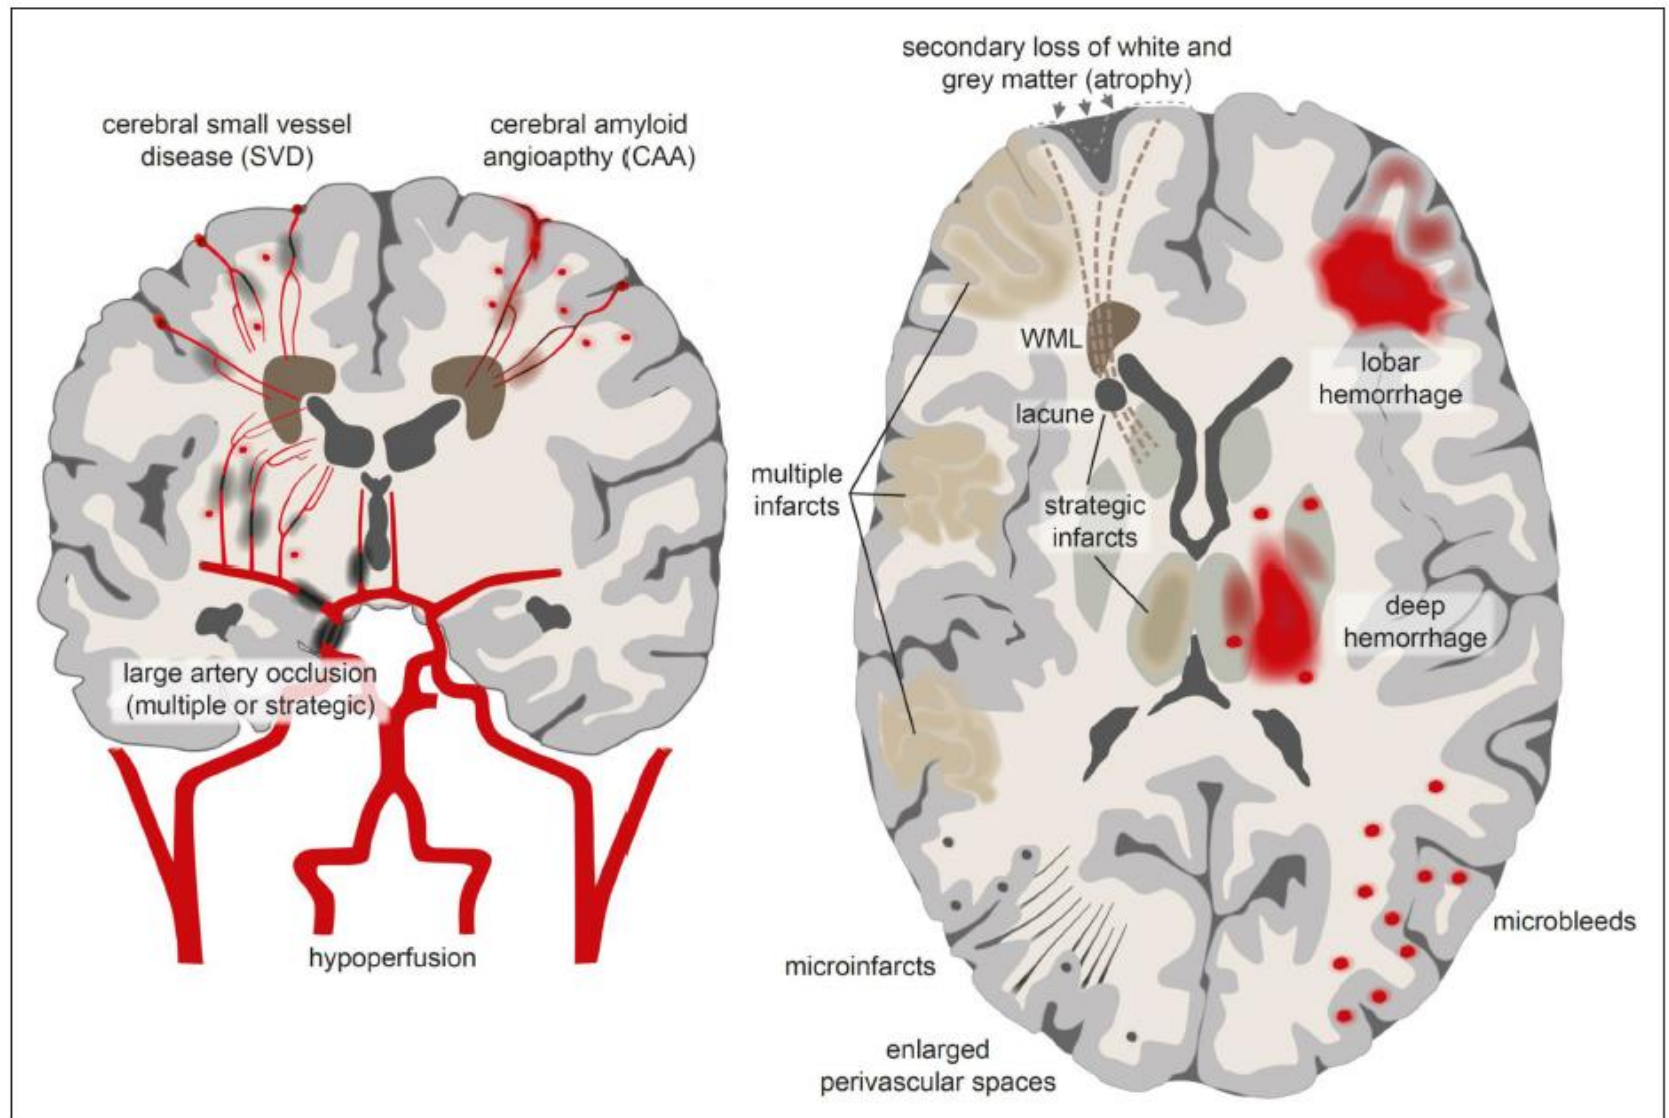 cerebral small vessel
disease (SVD)
cerebral amyloid
angioapthy (CAA)
large artery occlusion
(multiple or strategic)
hypoperfusion
secondary loss of white and
grey matter (atrophy)
WML
lacune
multiple
infarcts
strategic
infarcts
lobar
hemorrhage
deep
hemorrhage
microbleeds
microinfarcts
enlarged
perivascular spaces